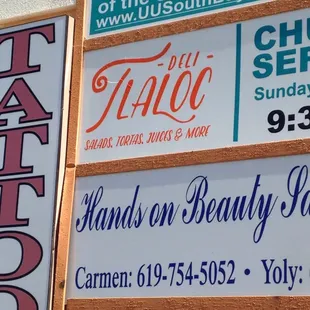 of the
www.UUSouthB
TATTOO
- DELI -
TLALOC
SALADS, TORTAS, JUICES & MORE
CHU
SER
Sunday
9:3
Hands on Beauty Sa
Carmen: 619-754-5052 • Yoly: (